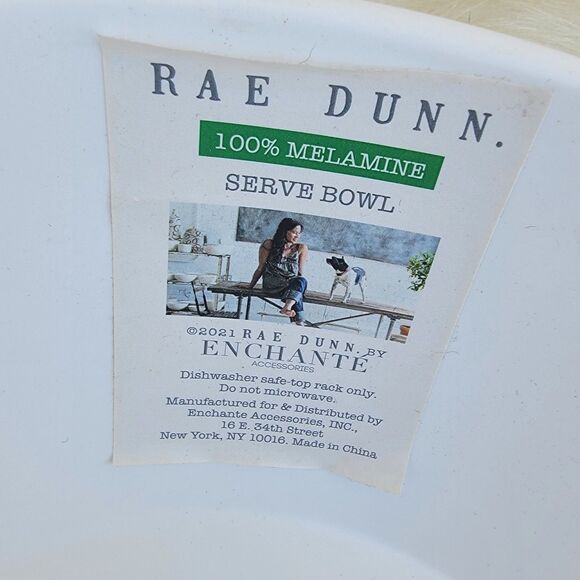 RAE DUNN.
100% MELAMINE
SERVE BOWL
©2021 RAE DUNN. BY
ENCHANTE
ACCESSORIES
Dishwasher safe-top rack only.
Do not microwave.
Manufactured for & Distributed by
Enchante Accessories, INC.,
16 E. 34th Street
New York, NY 10016. Made in China